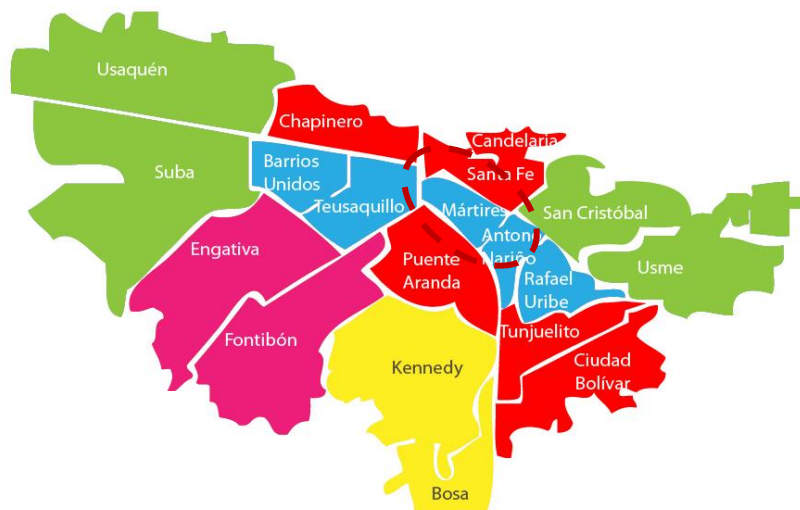 Usaquén
Chapinero
Candelaria
Suba
Barrios
Unidos
Santa Fe
Teusaquillo
Mártires
San Cristóbal
Antono
Nariño
Engativa
Puente
Aranda
Rafael
Uribe
Usme
Fontibón
Tunjuelito
Kennedy
Ciudad
Bolívar
Bosa